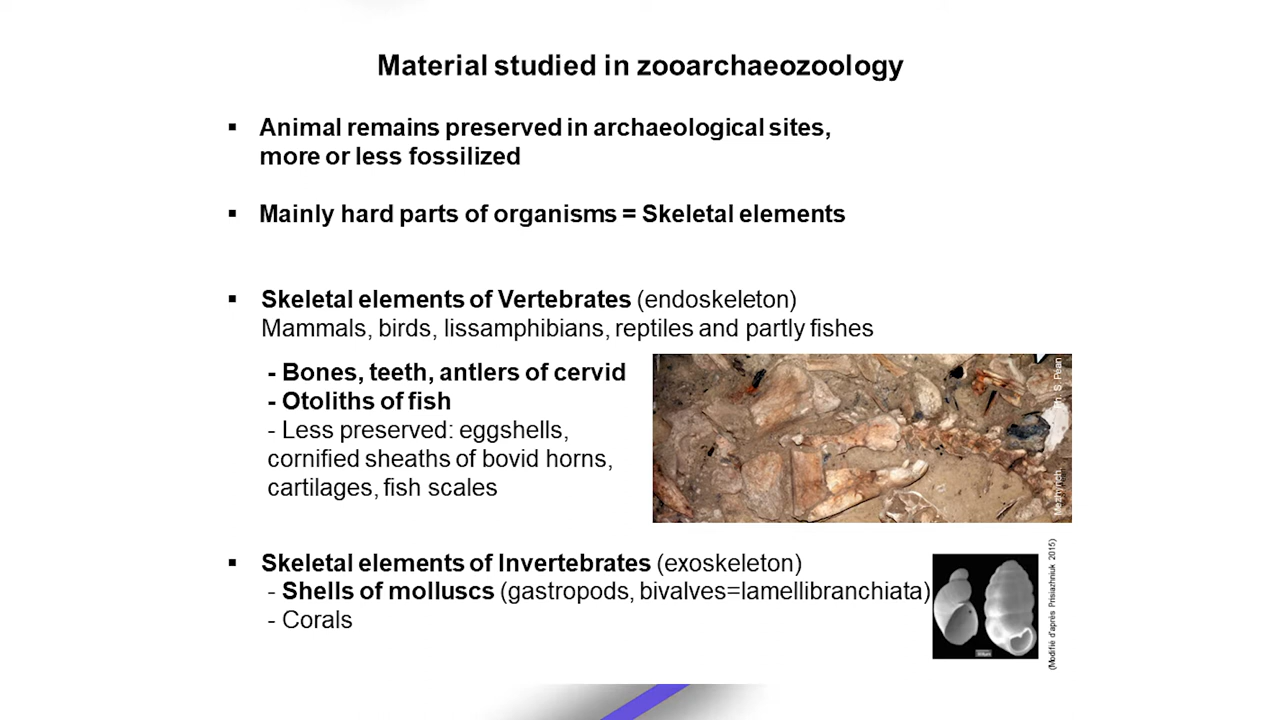 Material studied in zooarchaeozoology
▪ Animal remains preserved in archaeological sites,
more or less fossilized
▪ Mainly hard parts of organisms = Skeletal elements
▪ Skeletal elements of Vertebrates (endoskeleton)
Mammals, birds, lissamphibians, reptiles and partly fishes
- Bones, teeth, antlers of cervid
- Otoliths of fish
- Less preserved: eggshells,
cornified sheaths of bovid horns,
cartilages, fish scales
S. Péan
▪ Skeletal elements of Invertebrates (exoskeleton)
- Shells of molluscs (gastropods, bivalves=lamellibranchiata)
- Corals
(Modifié d'après Prisiazhniuk 2015)